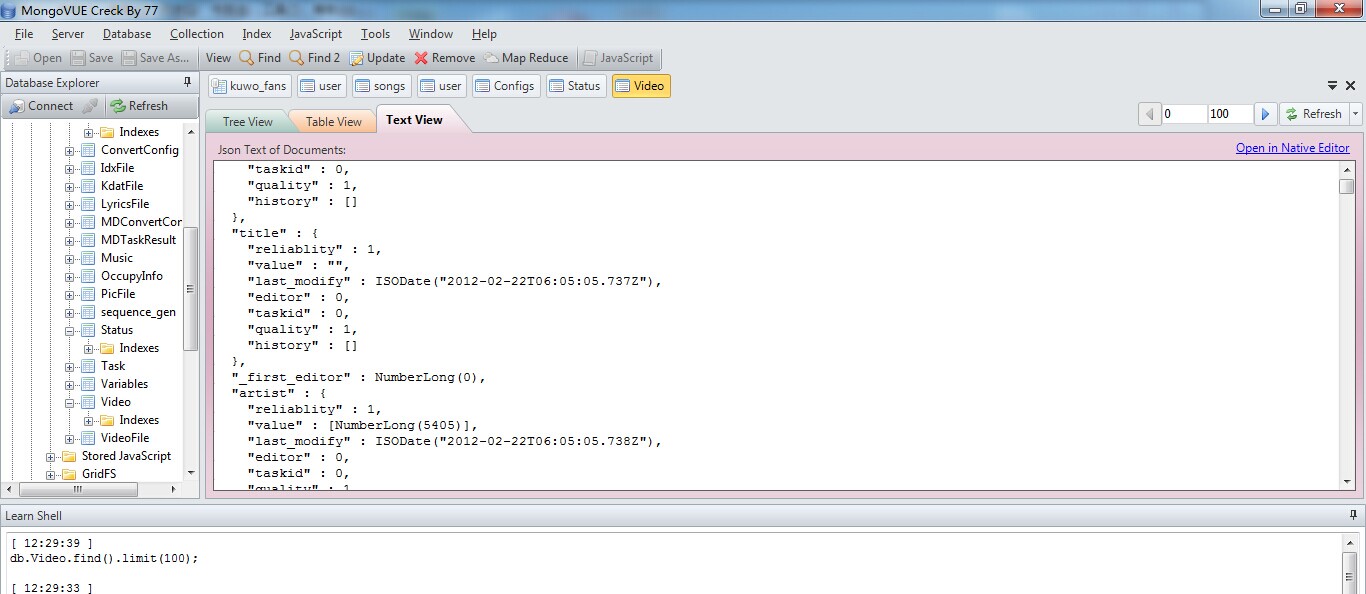 MongoVUE Creck By 77
File Server Database Collection Index JavaScript Tools Window Help
Open Save Save As... View Find Find 2 Update Remove Map Reduce JavaScript
Database Explorer
Connect Refresh
Indexes
ConvertConfig
IdxFile
KdatFile
LyricsFile
MDConvertCor
MDTaskResult
Music
OccupyInfo
PicFile
sequence_gen
Status
Indexes
Task
Variables
Video
Indexes
VideoFile
Stored JavaScript
GridFS
kuwo_fans user songs user Configs Status Video
Tree View Table View Text View
0 100 Refresh
Json Text of Documents: Open in Native Editor
"taskid" : 0,
"quality" : 1,
"history" : []
},
"title" : {
"reliablity" : 1,
"value" : "",
"last_modify" : ISODate("2012-02-22T06:05:05.737Z"),
"editor" : 0,
"taskid" : 0,
"quality" : 1,
"history" : []
},
"_first_editor" : NumberLong(0),
"artist" : {
"reliablity" : 1,
"value" : [NumberLong(5405)],
"last_modify" : ISODate("2012-02-22T06:05:05.738Z"),
"editor" : 0,
"taskid" : 0,
"quality" : 1
Learn Shell
[ 12:29:39 ]
db.Video.find().limit(100);
[ 12:29:33 ]